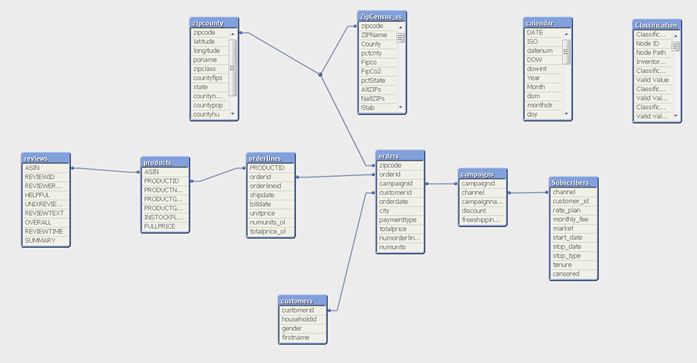 zipcounty
zipcode
latitude
longitude
poname
zipclass
countyfips
state
countyn...
countypop
countyhu
ZipCensus_ss
zipcode
ZIPName
County
pctcnty
Fipco
FipCo2
pctState
AltZIPs
NaltZIPs
Stab
calendar
DATE
ISO
datenum
DOW
dowint
Year
Month
dom
monthstr
doy
Classification
Classific...
Node ID
Node Path
Inventor...
Classific...
Valid Value
Classific...
Valid Val...
Classific...
Valid Val...
reviews
ASIN
REVIEWID
REVIEWER...
HELPFUL
UNIXREVIE...
REVIEWTEXT
OVERALL
REVIEWTIME
SUMMARY
products
ASIN
PRODUCTID
PRODUCTN...
PRODUCTG...
PRODUCTG...
INSTOCKFL...
FULLPRICE
orderlines
PRODUCTID
orderid
orderlineid
shipdate
billdate
unitprice
numunits_ol
totalprice_ol
orders
zipcode
orderid
campaignid
customerid
orderdate
city
paymenttype
totalprice
numorderlin...
numunits
campaigns
campaignid
channel
campaignna...
discount
freeshippin...
Subscribers
channel
customer_id
rate_plan
monthly_fee
market
start_date
stop_date
stop_type
tenure
censored
customers
customerid
householdid
gender
firstname